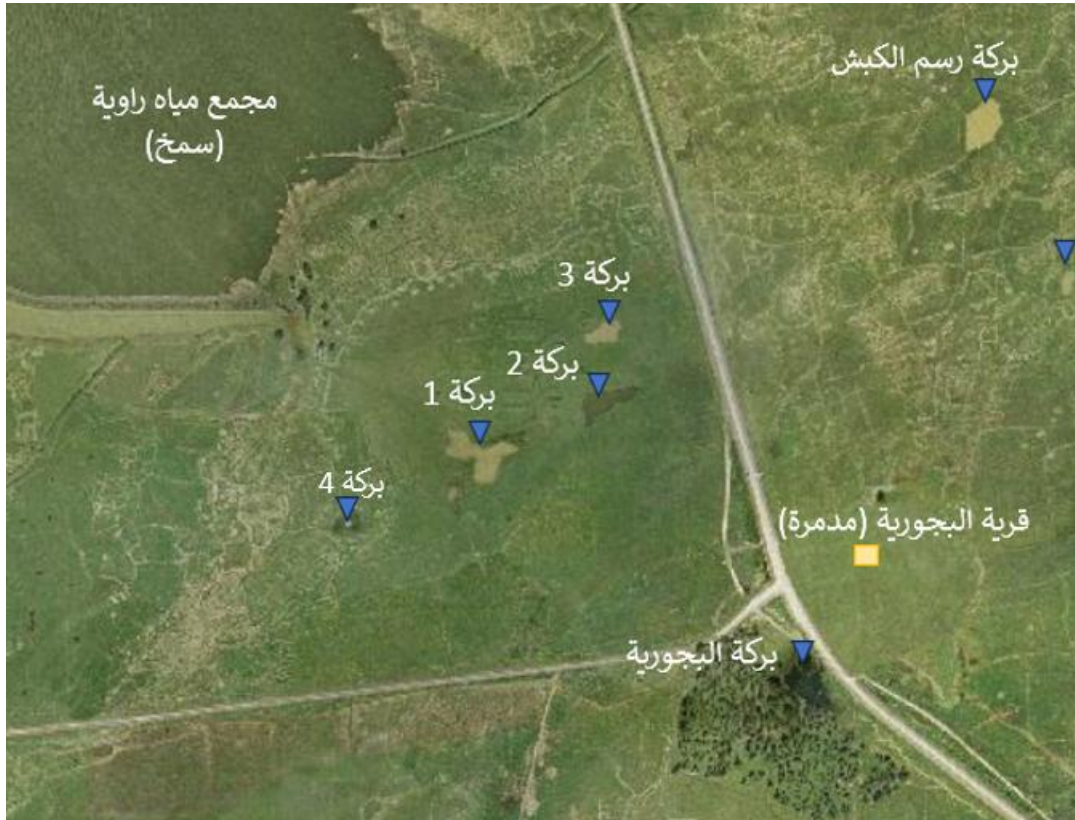 بركة رسم الكبش
مجمع مياه راوية
(سمخ)
بركة 3
بركة 2
بركة 1
بركة 4
قرية البجورية (مدمرة)
بركة البجورية